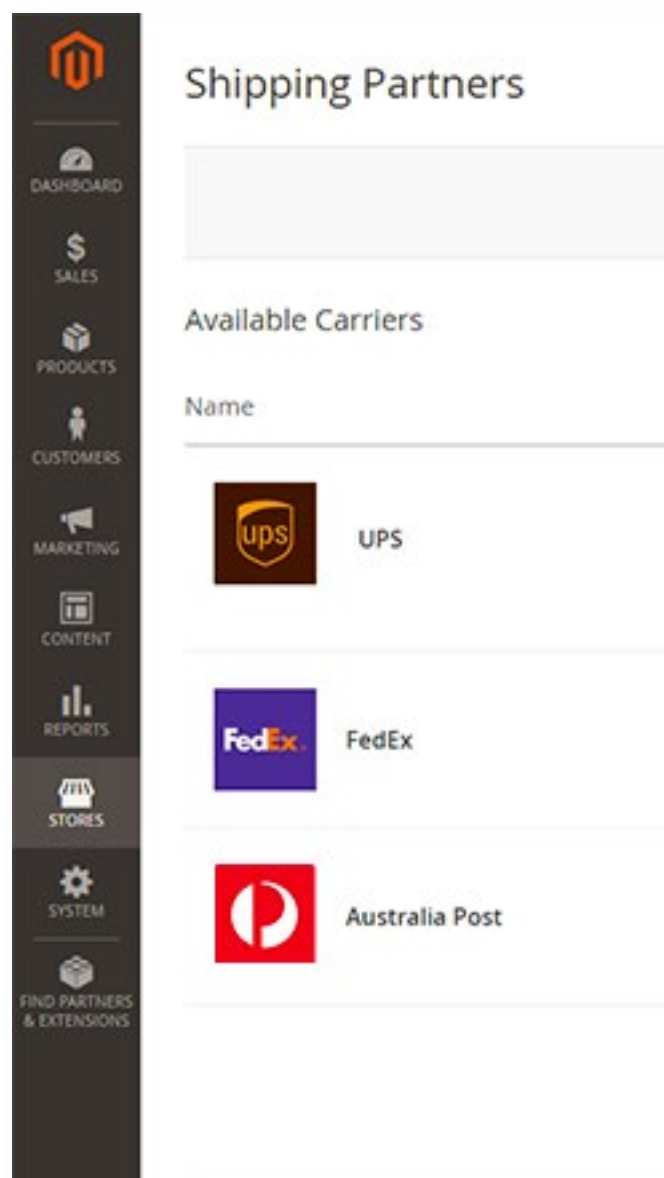 Shipping Partners
DASHBOARD
SALES
PRODUCTS
CUSTOMERS
MARKETING
CONTENT
REPORTS
STORES
SYSTEM
FIND PARTNERS
& EXTENSIONS
Available Carriers
Name
ups
UPS
FedEx.
FedEx
Australia Post